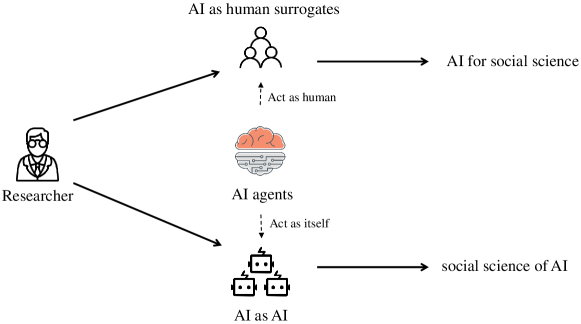 AI as human surrogates
AI for social science
Act as human
Researcher
AI agents
Act as itself
social science of AI
AI as AI